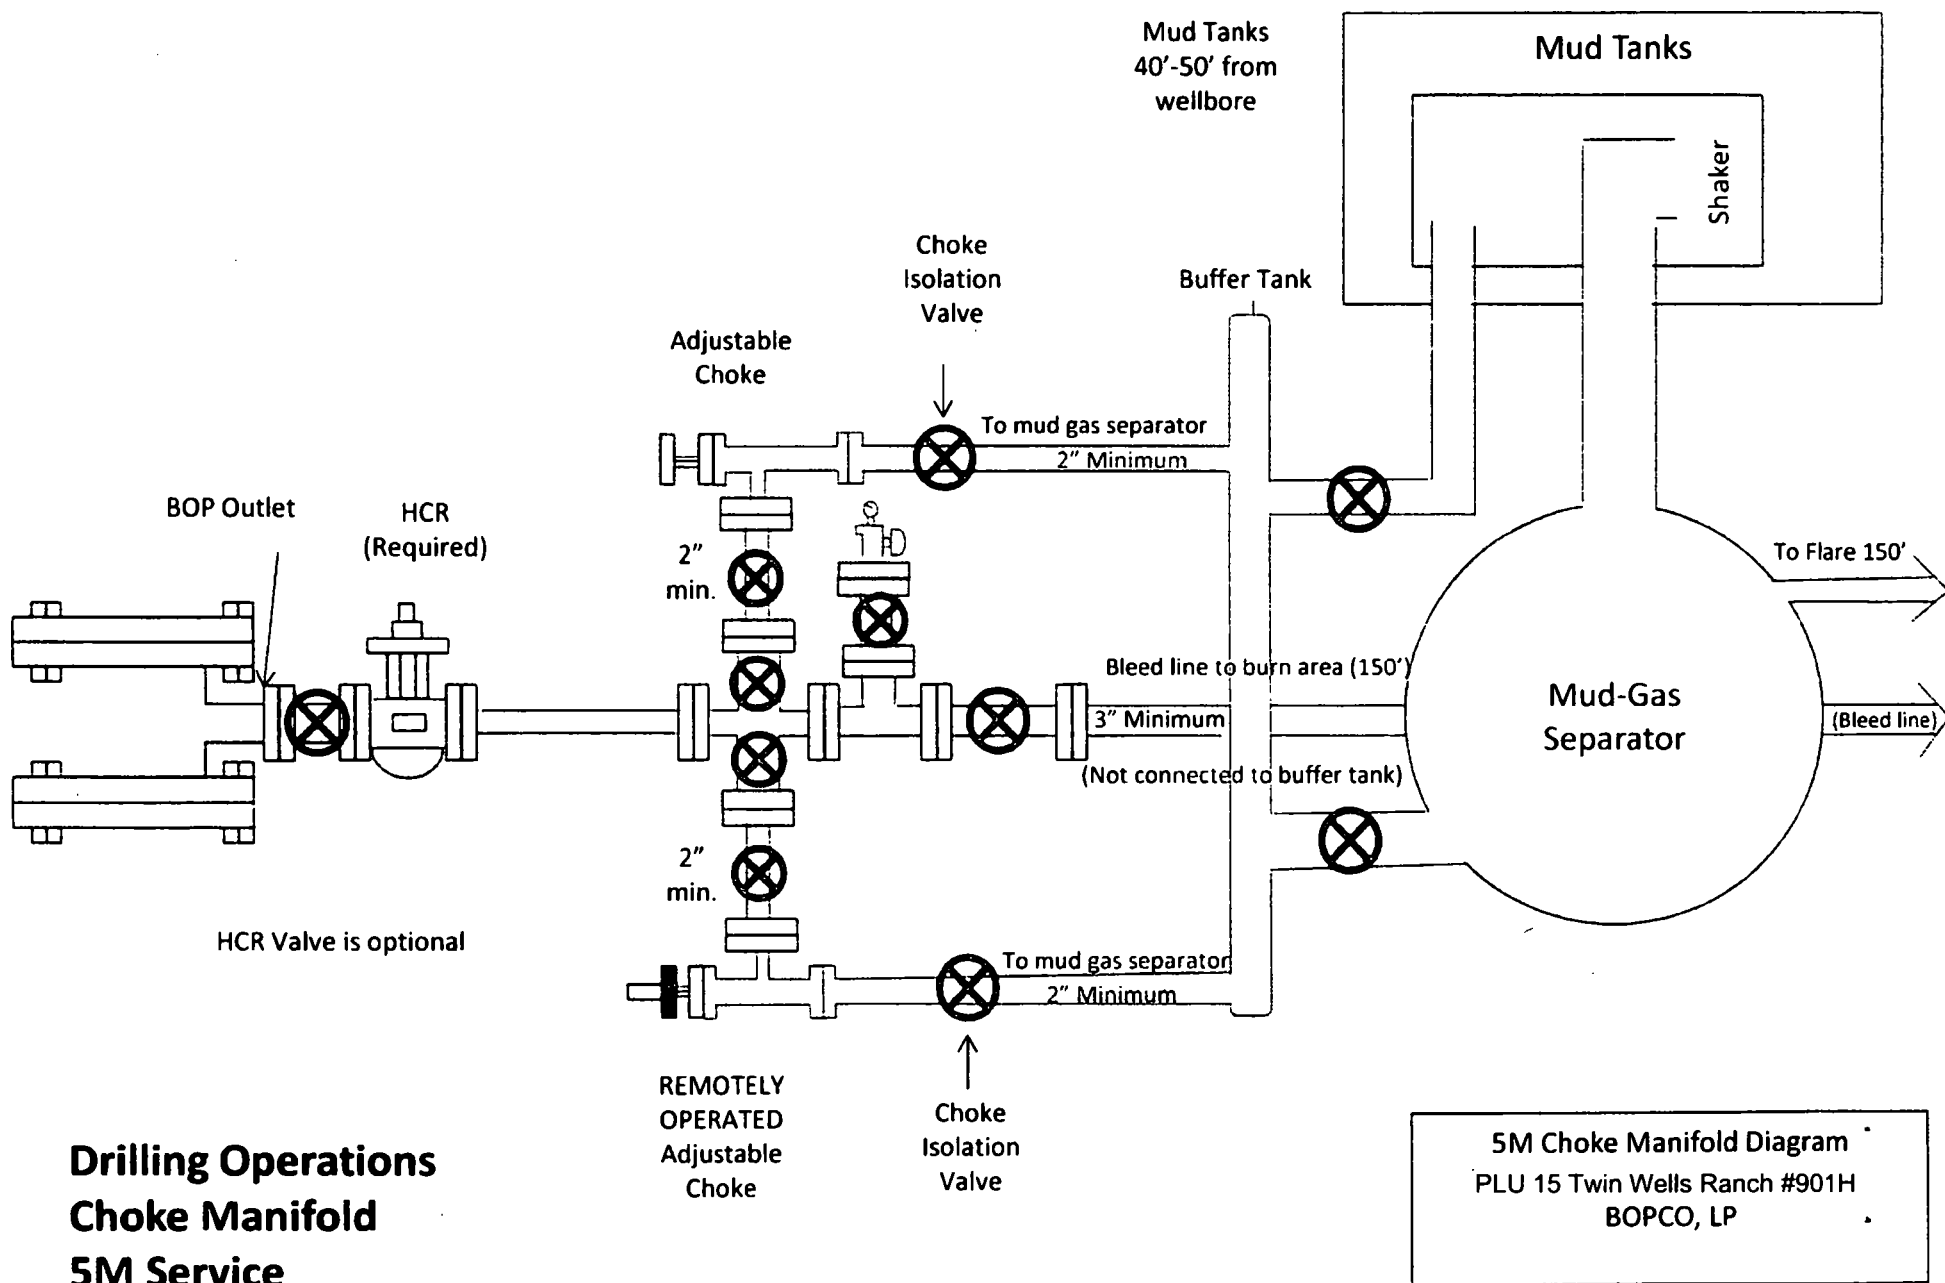 Mud Tanks
40'-50' from
wellbore
Mud Tanks
Shaker
Choke
Isolation
Valve
Buffer Tank
Adjustable
Choke
To mud gas separator
2" Minimum
BOP Outlet
HCR
(Required)
2"
min.
To Flare 150'
Bleed line to burn area (150')
3" Minimum
(Not connected to buffer tank)
Mud-Gas
Separator
(Bleed line)
2"
min.
HCR Valve is optional
To mud gas separator
2" Minimum
REMOTELY
OPERATED
Adjustable
Choke
Choke
Isolation
Valve
Drilling Operations
Choke Manifold
5M Service
5M Choke Manifold Diagram
PLU 15 Twin Wells Ranch #901H
BOPCO, LP